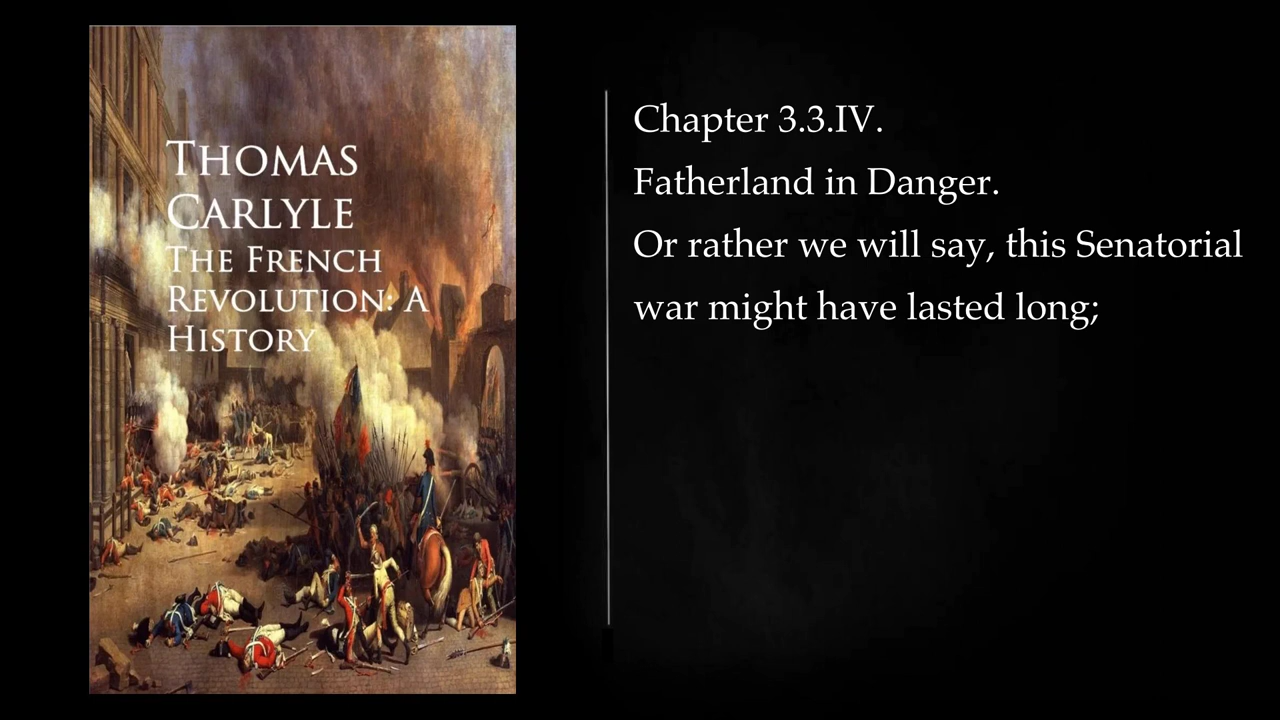 THOMAS
CARLYLE
THE FRENCH
REVOLUTION: A
HISTORY
Chapter 3.3.IV.
Fatherland in Danger.
Or rather we will say, this Senatorial
war might have lasted long;